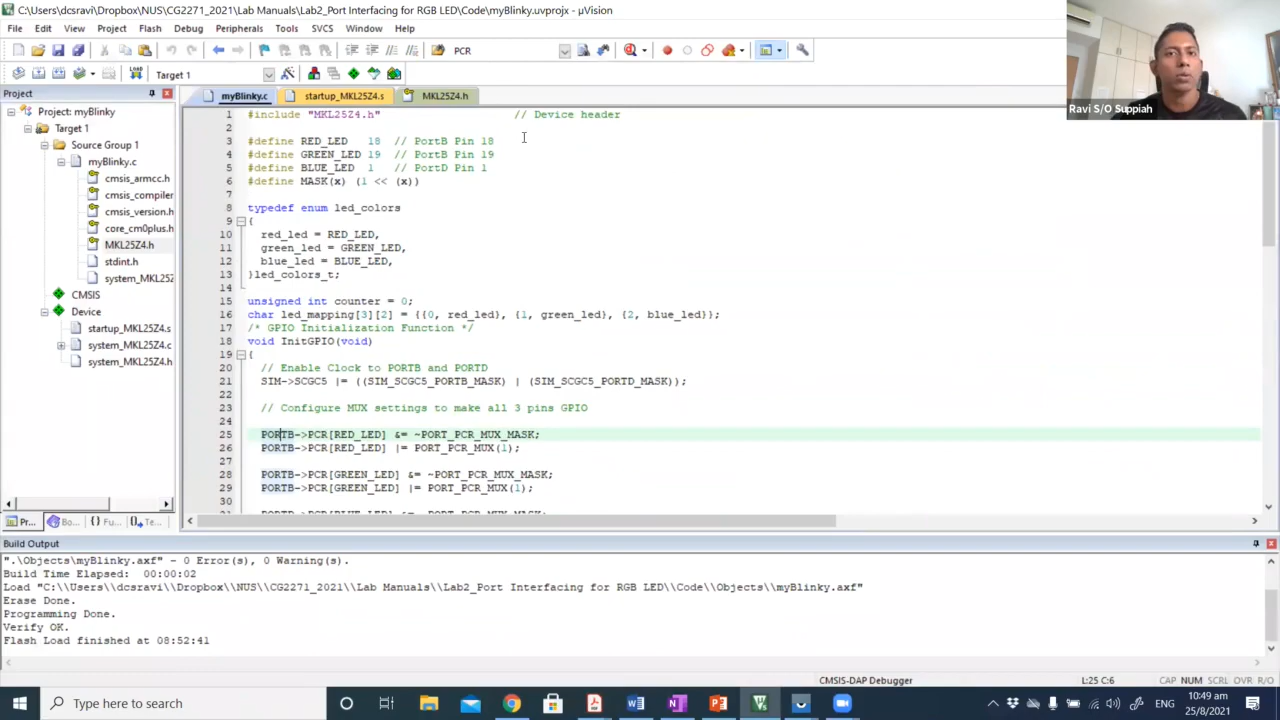 C:\Users\dcsravi\Dropbox\NUS\CG2271_2021\Lab Manuals\Lab2_Port Interfacing for RGB LED\Code\myBlinky.uvprojx - µVision
File Edit View Project Flash Debug Peripherals Tools SVCS Window Help
PCR
Target 1
Project
Project: myBlinky
Target 1
Source Group 1
myBlinky.c
cmsis_armcc.h
cmsis_compiler
cmsis_version.h
core_cm0plus.h
MKL25Z4.h
stdint.h
system_MKL25Z
CMSIS
Device
startup_MKL25Z4.s
system_MKL25Z4.c
system_MKL25Z4.h
Pr... Bo... {} Fu... Te...
myBlinky.c startup_MKL25Z4.s MKL25Z4.h
1 #include "MKL25Z4.h" // Device header
2
3 #define RED_LED 18 // PortB Pin 18
4 #define GREEN_LED 19 // PortB Pin 19
5 #define BLUE_LED 1 // PortD Pin 1
6 #define MASK(x) (1 << (x))
7
8 typedef enum led_colors
9 {
10 red_led = RED_LED,
11 green_led = GREEN_LED,
12 blue_led = BLUE_LED,
13 }led_colors_t;
14
15 unsigned int counter = 0;
16 char led_mapping[3][2] = {{0, red_led}, {1, green_led}, {2, blue_led}};
17 /* GPIO Initialization Function */
18 void InitGPIO(void)
19 {
20 // Enable Clock to PORTB and PORTD
21 SIM->SCGC5 |= ((SIM_SCGC5_PORTB_MASK) | (SIM_SCGC5_PORTD_MASK));
22
23 // Configure MUX settings to make all 3 pins GPIO
24
25 PORTB->PCR[RED_LED] &= ~PORT_PCR_MUX_MASK;
26 PORTB->PCR[RED_LED] |= PORT_PCR_MUX(1);
27
28 PORTB->PCR[GREEN_LED] &= ~PORT_PCR_MUX_MASK;
29 PORTB->PCR[GREEN_LED] |= PORT_PCR_MUX(1);
30
Ravi S/O Suppiah
Build Output
".\Objects\myBlinky.axf" - 0 Error(s), 0 Warning(s).
Build Time Elapsed: 00:00:02
Load "C:\\Users\\dcsravi\\Dropbox\\NUS\\CG2271_2021\\Lab Manuals\\Lab2_Port Interfacing for RGB LED\\Code\\Objects\\myBlinky.axf"
Erase Done.
Programming Done.
Verify OK.
Flash Load finished at 08:52:41
CMSIS-DAP Debugger L:25 C:6 CAP NUM SCRL OVR R/O
Type here to search
ENG
10:49 am
25/8/2021